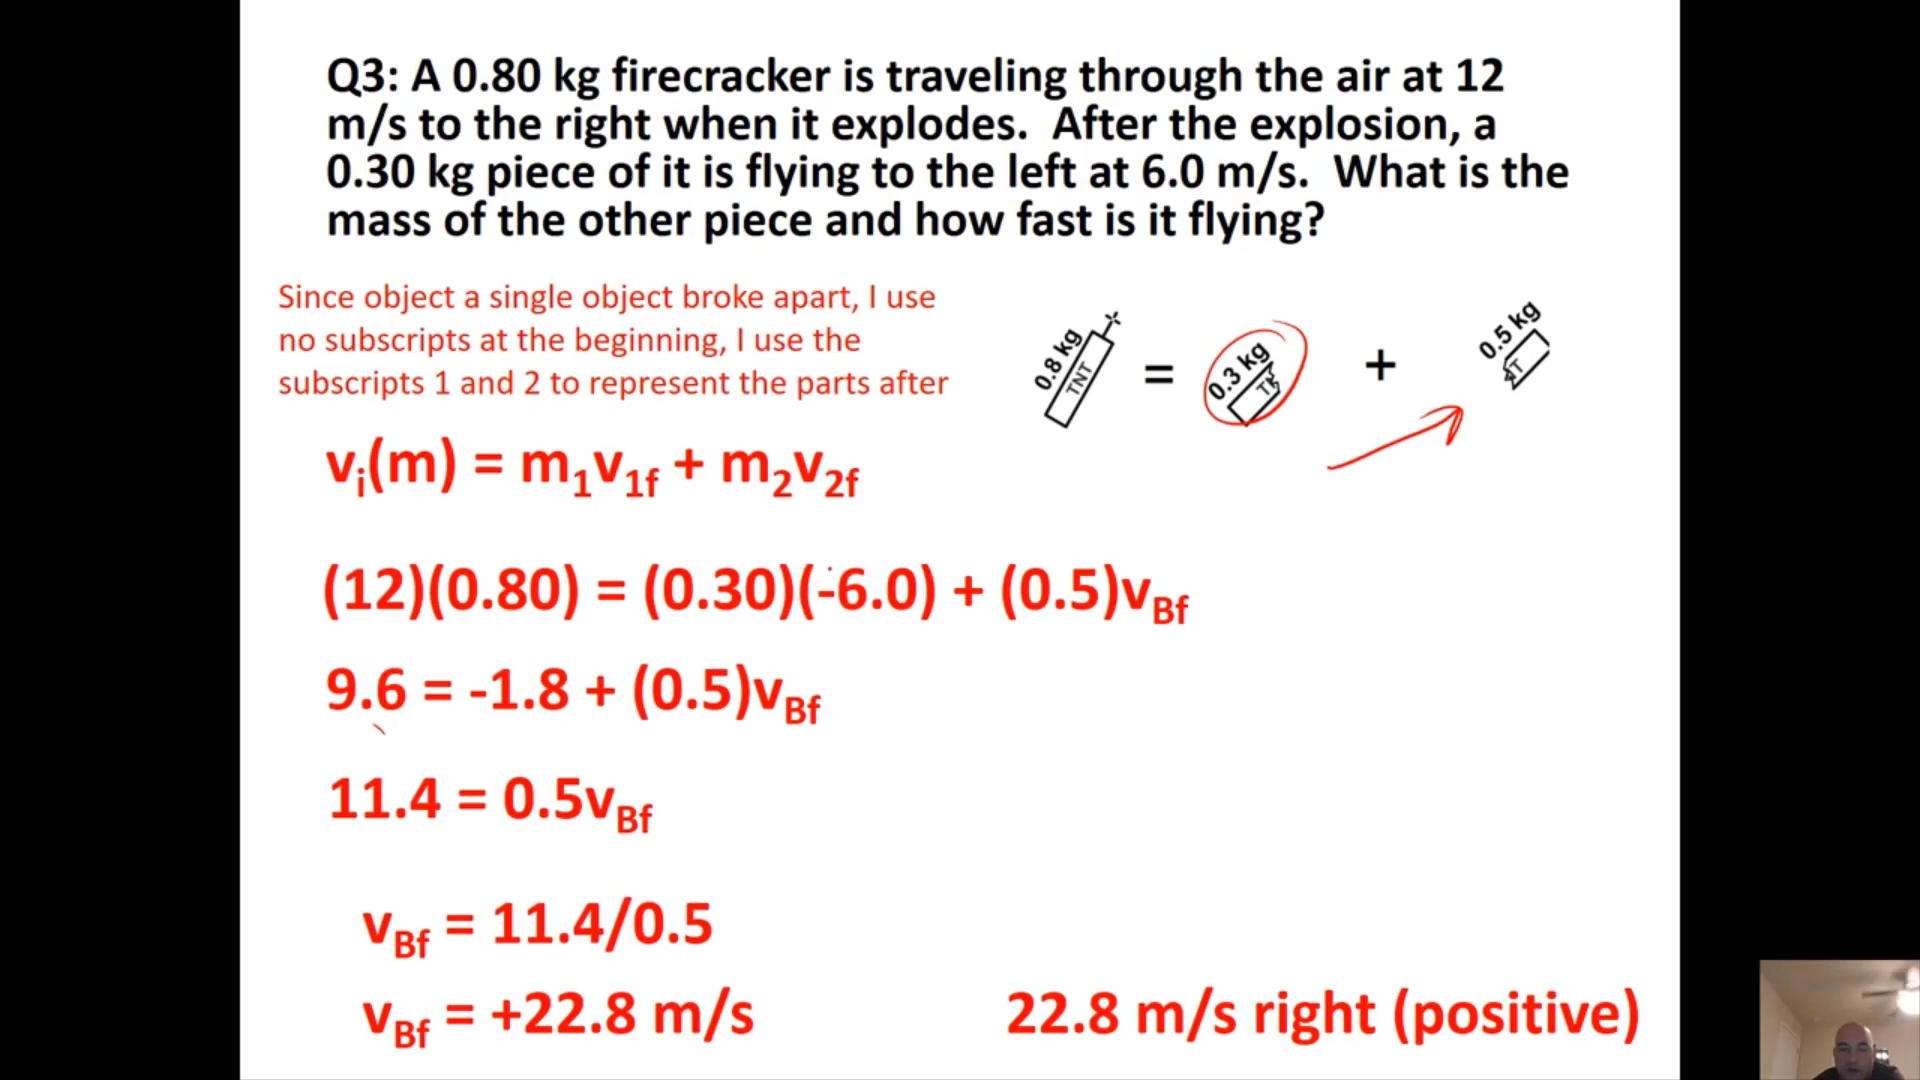 Q3: A 0.80 kg firecracker is traveling through the air at 12
m/s to the right when it explodes. After the explosion, a
0.30 kg piece of it is flying to the left at 6.0 m/s. What is the
mass of the other piece and how fast is it flying?
Since object a single object broke apart, I use
no subscripts at the beginning, I use the
subscripts 1 and 2 to represent the parts after
0.8 kg
TNT
=
0.3 kg
+
0.5 kg
vᵢ(m) = m₁v₁f + m₂v₂f
(12)(0.80) = (0.30)(-6.0) + (0.5)vBf
9.6 = -1.8 + (0.5)vBf
11.4 = 0.5vBf
vBf = 11.4/0.5
vBf = +22.8 m/s
22.8 m/s right (positive)